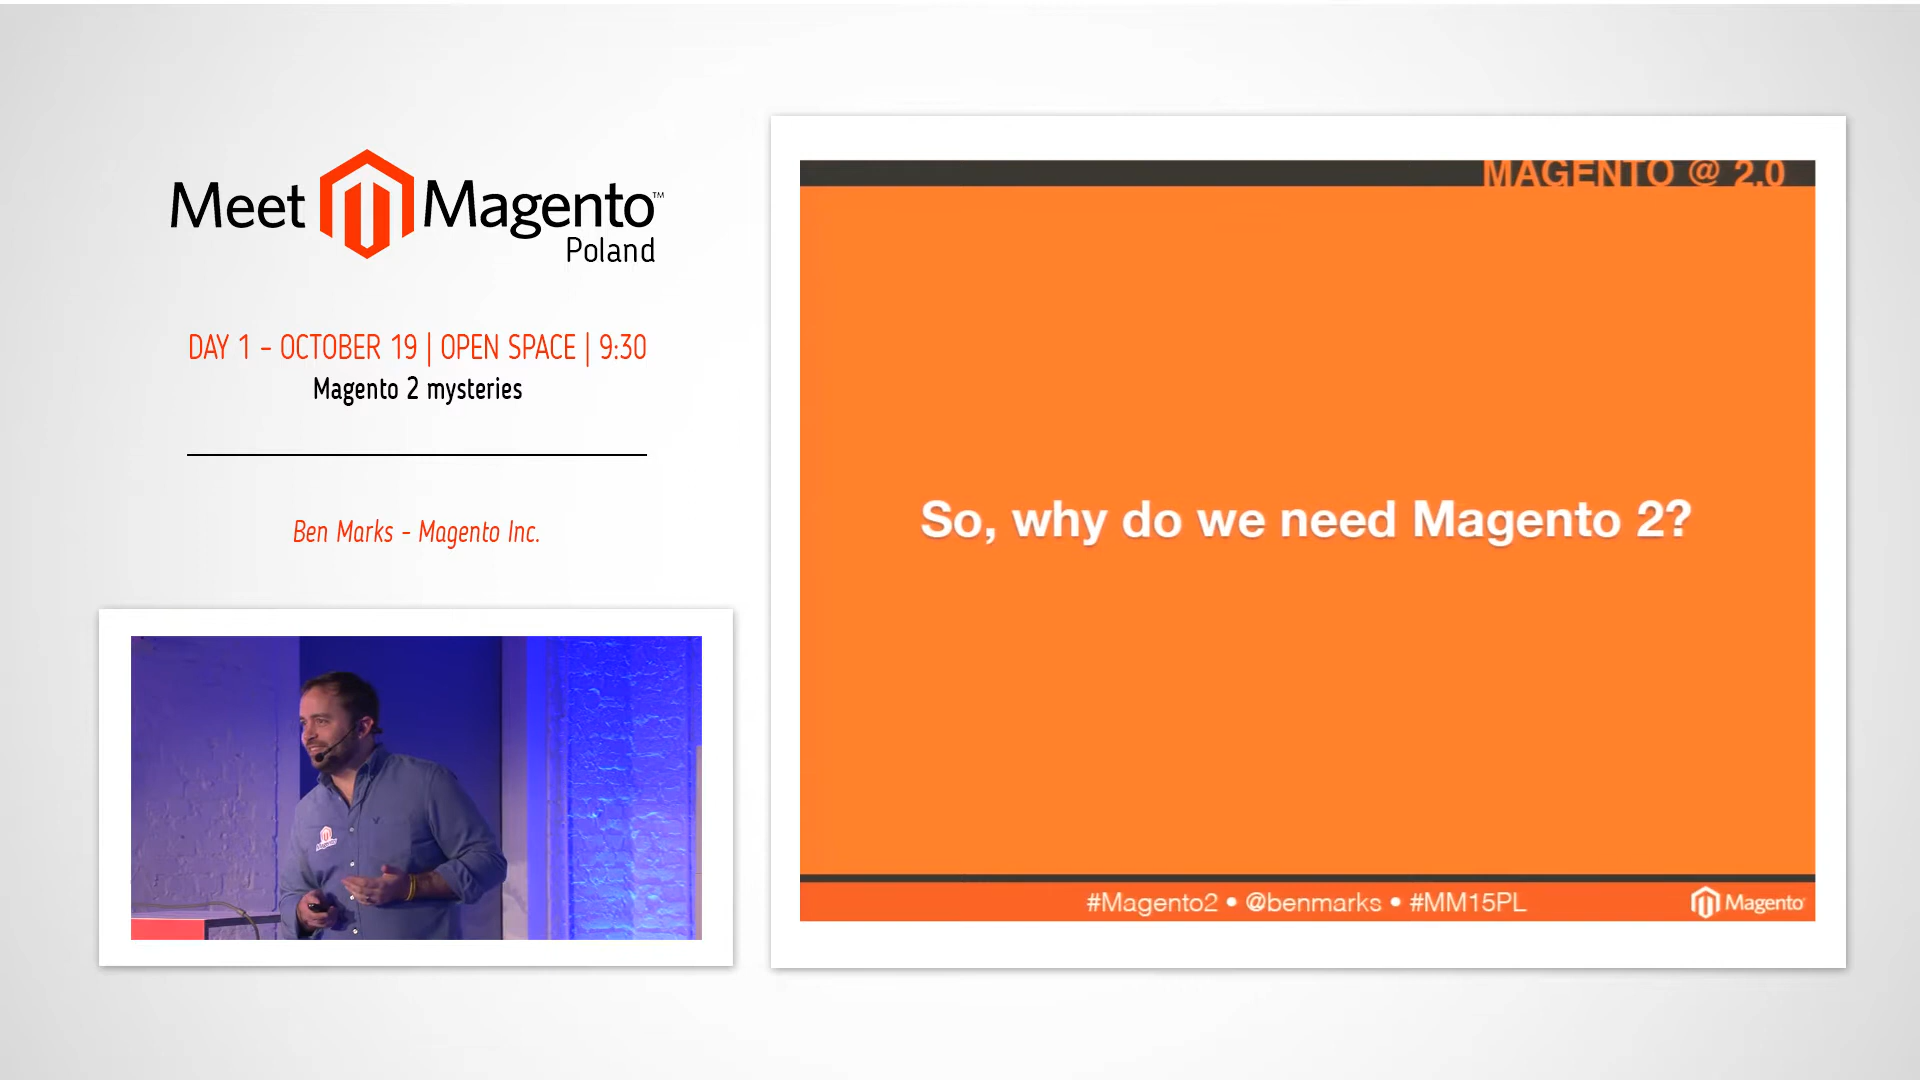 Meet Magento™
Poland
DAY 1 - OCTOBER 19 | OPEN SPACE | 9:30
Magento 2 mysteries
Ben Marks - Magento Inc.
Magento
MAGENTO @ 2.0
So, why do we need Magento 2?
#Magento2 • @benmarks • #MM15PL
Magento